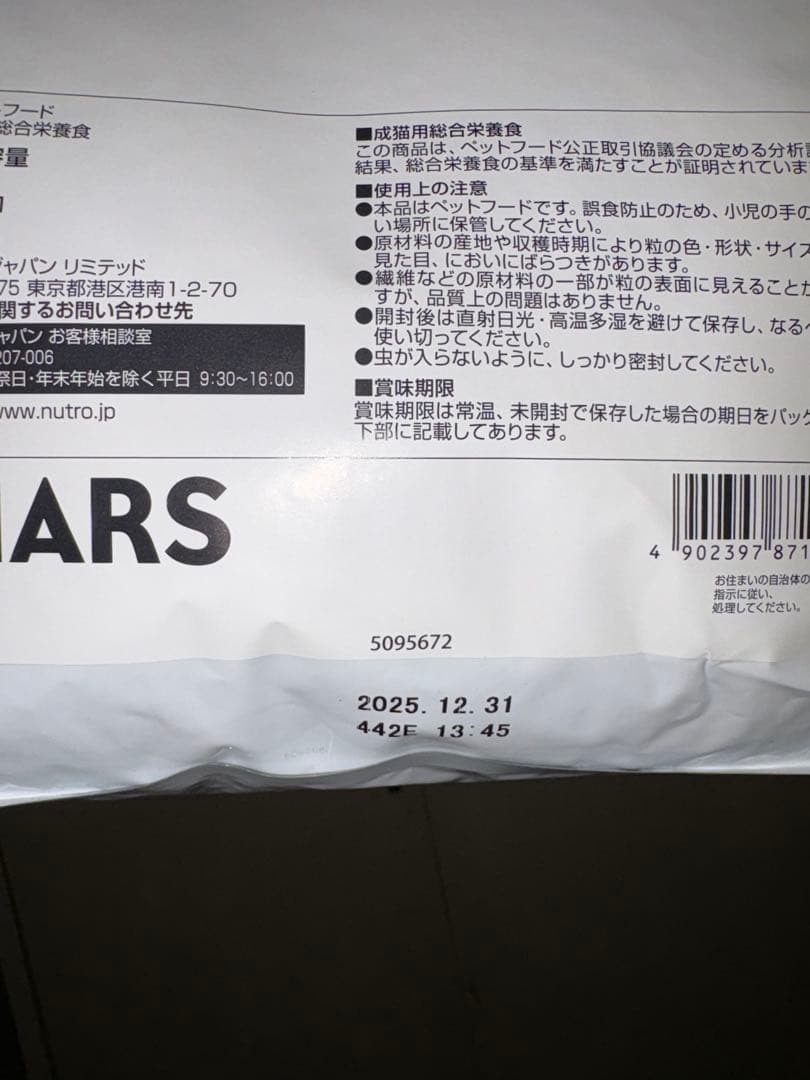 フード
総合栄養食
容量
ジャパン リミテッド
75 東京都港区港南1-2-70
関するお問い合わせ先
ャパン お客様相談室
207-006
祭日・年末年始を除く平日 9:30~16:00
www.nutro.jp
■成猫用総合栄養食
この商品は、ペットフード公正取引協議会の定める分析
結果、総合栄養食の基準を満たすことが証明されていま
■使用上の注意
●本品はペットフードです。誤食防止のため、小児の手の
い場所に保管してください。
●原材料の産地や収穫時期により粒の色・形状・サイズ
見た目、においにばらつきがあります。
●繊維などの原材料の一部が粒の表面に見えることが
すが、品質上の問題はありません。
●開封後は直射日光・高温多湿を避けて保存し、なるべ
使い切ってください。
●虫が入らないように、しっかり密封してください。
■賞味期限
賞味期限は常温、未開封で保存した場合の期日をパッケ
下部に記載してあります。
ARS
4 902397 871
お住まいの自治体の
指示に従い、
処理してください。
5095672
2025. 12. 31
442E 13:45